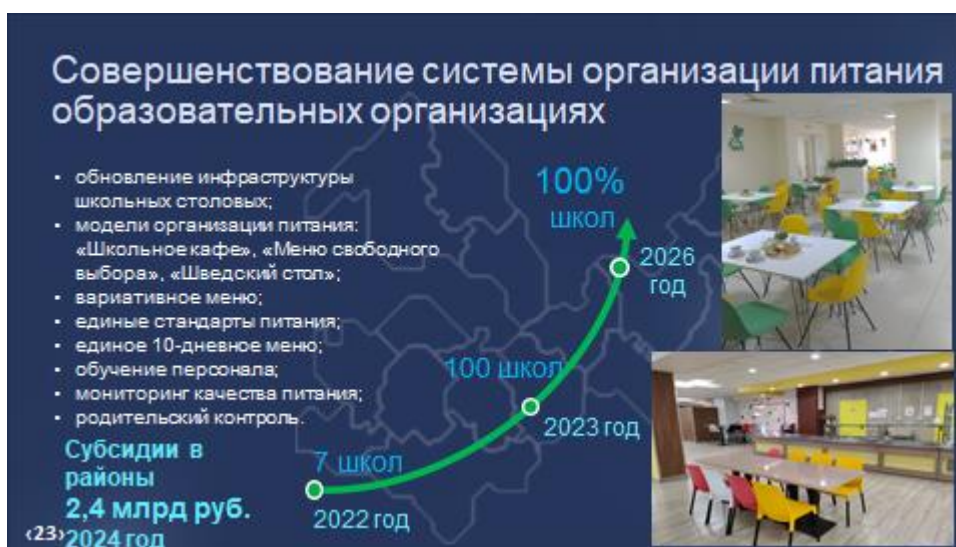 Совершенствование системы организации питания
образовательных организациях
• обновление инфраструктуры
школьных столовых;
• модели организации питания:
«Школьное кафе», «Меню свободного
выбора», «Шведский стол»;
• вариативное меню;
• единые стандарты питания;
• единое 10-дневное меню;
• обучение персонала;
• мониторинг качества питания;
• родительский контроль.
Субсидии в
районы
2,4 млрд руб.
2024 год
7 школ
2022 год
100 школ
2023 год
100%
школ
2026
год
‹23›